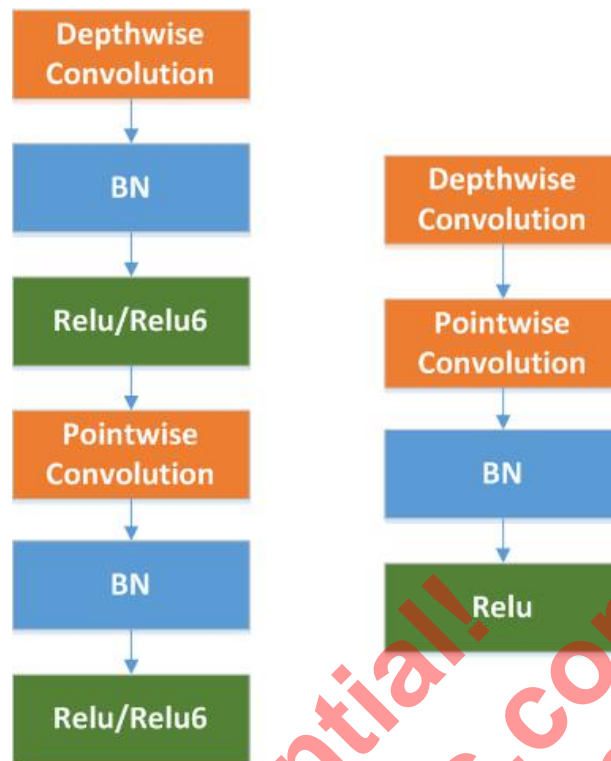 Depthwise
Convolution
BN
Relu/Relu6
Pointwise
Convolution
BN
Relu/Relu6
Depthwise
Convolution
Pointwise
Convolution
BN
Relu